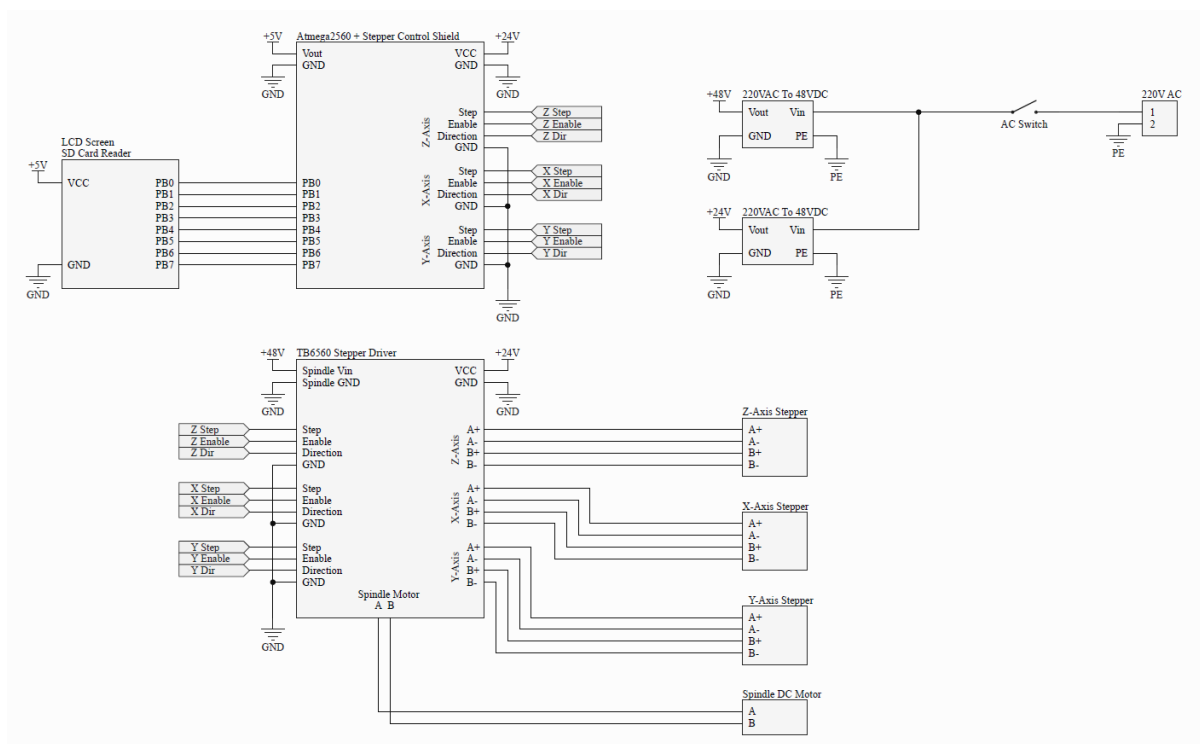 Atmega2560 + Stepper Control Shield
+5V
+24V
Vout
VCC
GND
GND
GND
GND
Z-Axis
Step
Z Step
Enable
Z Enable
Direction
Z Dir
GND
X-Axis
Step
X Step
Enable
X Enable
Direction
X Dir
GND
Y-Axis
Step
Y Step
Enable
Y Enable
Direction
Y Dir
GND
GND
LCD Screen
SD Card Reader
+5V
VCC
PB0
PB0
PB1
PB1
PB2
PB2
PB3
PB3
PB4
PB4
PB5
PB5
PB6
PB6
GND
PB7
PB7
GND
+48V
220VAC To 48VDC
Vout
Vin
GND
PE
GND
PE
AC Switch
220V AC
1
2
PE
+24V
220VAC To 48VDC
Vout
Vin
GND
PE
GND
PE
+48V
TB6560 Stepper Driver
+24V
Spindle Vin
VCC
Spindle GND
GND
GND
GND
Z Step
Step
Z Enable
Enable
Z Dir
Direction
GND
X Step
Step
X Enable
Enable
X Dir
Direction
GND
Y Step
Step
Y Enable
Enable
Y Dir
Direction
GND
GND
Z-Axis
A+
A-
B+
B-
X-Axis
A+
A-
B+
B-
Y-Axis
A+
A-
B+
B-
Spindle Motor
A B
Z-Axis Stepper
A+
A-
B+
B-
X-Axis Stepper
A+
A-
B+
B-
Y-Axis Stepper
A+
A-
B+
B-
Spindle DC Motor
A
B